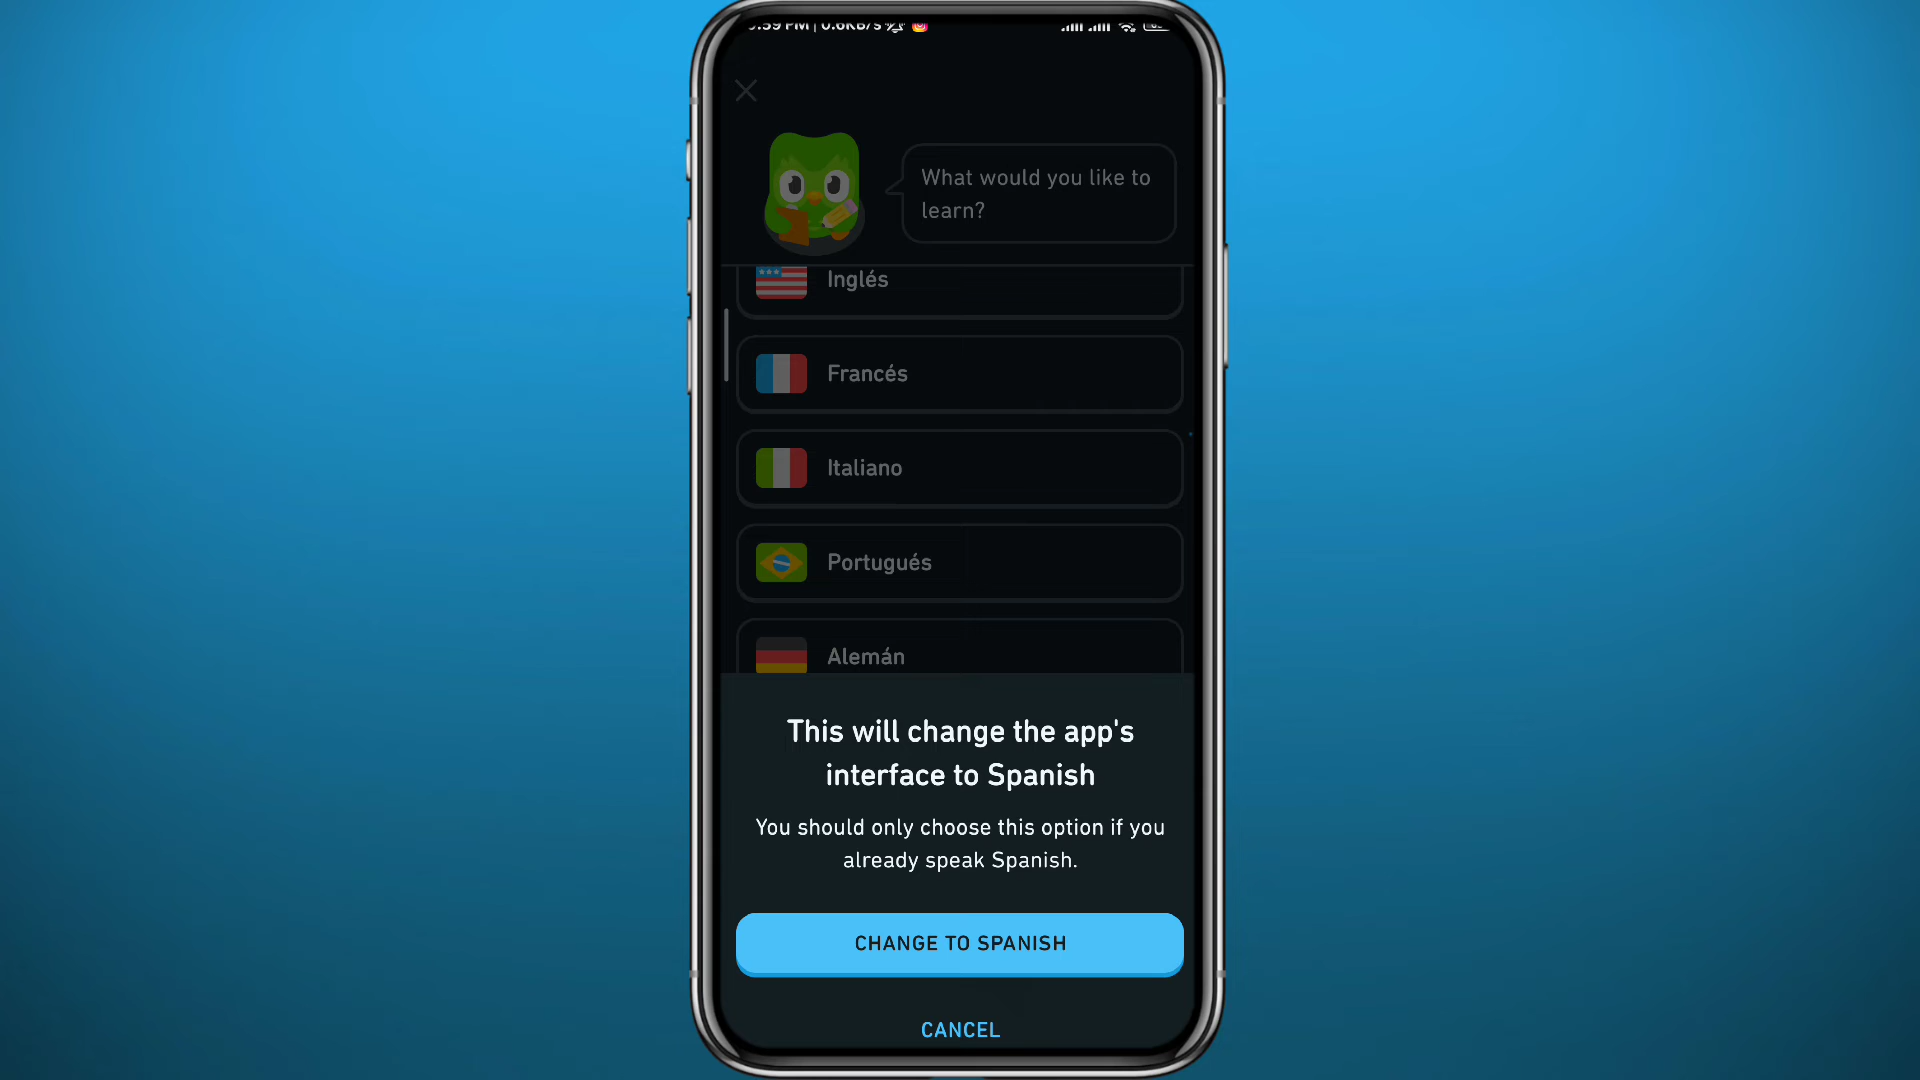 What would you like to
learn?
Inglés
Francés
Italiano
Portugués
Alemán
This will change the app's
interface to Spanish
You should only choose this option if you
already speak Spanish.
CHANGE TO SPANISH
CANCEL